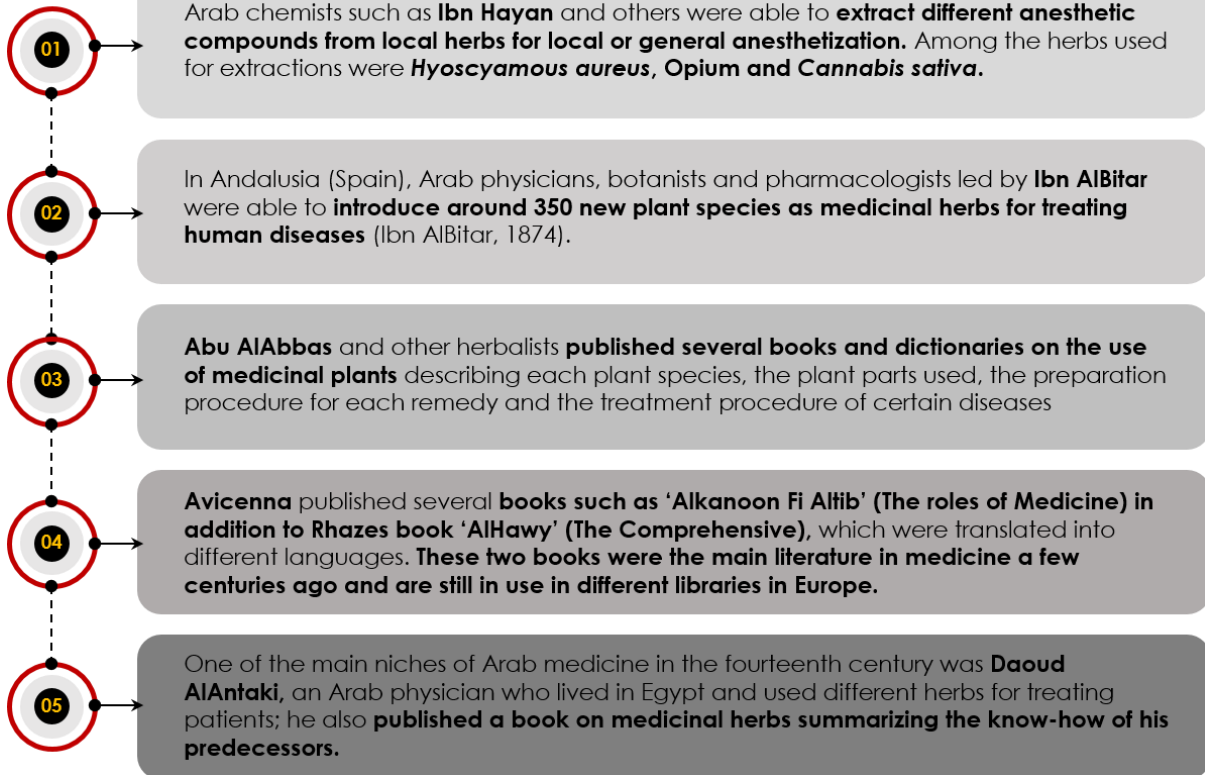 01
Arab chemists such as Ibn Hayan and others were able to extract different anesthetic
compounds from local herbs for local or general anesthetization. Among the herbs used
for extractions were Hyoscyamous aureus, Opium and Cannabis sativa.
02
In Andalusia (Spain), Arab physicians, botanists and pharmacologists led by Ibn AlBitar
were able to introduce around 350 new plant species as medicinal herbs for treating
human diseases (Ibn AlBitar, 1874).
03
Abu AlAbbas and other herbalists published several books and dictionaries on the use
of medicinal plants describing each plant species, the plant parts used, the preparation
procedure for each remedy and the treatment procedure of certain diseases
04
Avicenna published several books such as ‘Alkanoon Fi Altib’ (The roles of Medicine) in
addition to Rhazes book ‘AlHawy’ (The Comprehensive), which were translated into
different languages. These two books were the main literature in medicine a few
centuries ago and are still in use in different libraries in Europe.
05
One of the main niches of Arab medicine in the fourteenth century was Daoud
AlAntaki, an Arab physician who lived in Egypt and used different herbs for treating
patients; he also published a book on medicinal herbs summarizing the know-how of his
predecessors.